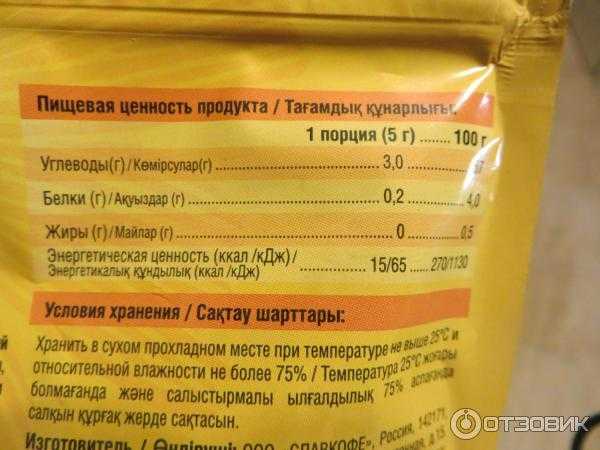 Пищевая ценность продукта / Тағамдық құнарлығы:
1 порция (5 г) ........ 100 г
Углеводы(г) / Көмірсулар(г) ........ 3,0 ........
Белки (г) / Ақуыздар (г) ........ 0,2 ........ 4,0
Жиры (г) / Майлар (г) ........ 0 ........ 0,5
Энергетическая ценность (ккал /кДж) /
Энергетикалық құндылық (ккал /кДж) ........ 15/65 ........ 270/1130
Условия хранения / Сақтау шарттары:
Хранить в сухом прохладном месте при температуре не выше 25°С и
относительной влажности не более 75% / Температура 25°С жоғары
болмағанда және салыстырмалы ылғалдылық 75% аспағанда
салқын құрғақ жерде сақтасын.
Изготовитель / Өндіруші: ООО «СЛАВКОФЕ», Россия, 142171,
ОТЗОВИК